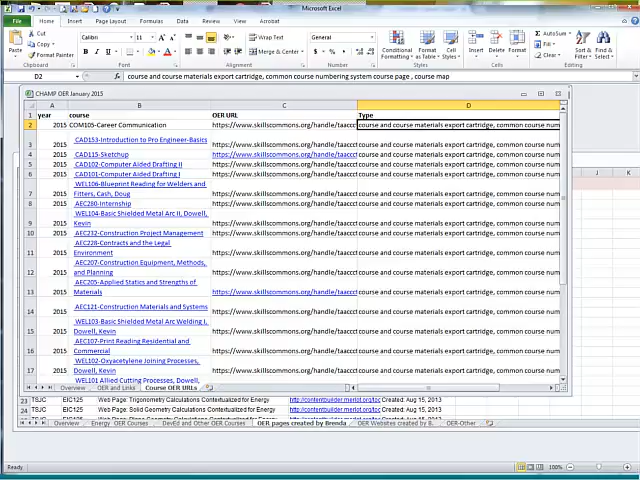 Microsoft Excel
File Home Insert Page Layout Formulas Data Review View Acrobat
Cut
Copy
Format Painter
Paste
Clipboard
Calibri 11
Font
Wrap Text
Merge & Center
Alignment
General
Number
Conditional Formatting
Format as Table
Cell Styles
Styles
Insert Delete Format
Cells
AutoSum
Fill
Clear
Sort & Filter
Find & Select
Editing
D2 fx course and course materials export cartridge, common course numbering system course page , course map
CHAMP OER January 2015
A B C D
1 year course OER URL Type
2 2015 COM105-Career Communication https://www.skillscommons.org/handle/taaccct course and course materials export cartridge, common course num
3 2015 CAD153-Introduction to Pro Engineer-Basics https://www.skillscommons.org/handle/taaccct course and course materials export cartridge, common course num
4 2015 CAD115-Sketchup https://www.skillscommons.org/handle/taaccct course and course materials export cartridge, common course num
5 2015 CAD102-Computer Aided Drafting II https://www.skillscommons.org/handle/taaccct course and course materials export cartridge, common course num
6 2015 CAD101-Computer Aided Drafting I https://www.skillscommons.org/handle/taaccct course and course materials export cartridge, common course num
WEL106-Blueprint Reading for Welders and
7 2015 Fitters, Cash, Doug https://www.skillscommons.org/handle/taaccct course and course materials export cartridge, common course num
8 2015 AEC280-Internship https://www.skillscommons.org/handle/taaccct course and course materials export cartridge, common course num
WEL104-Basic Shielded Metal Arc II, Dowell,
9 2015 Kevin https://www.skillscommons.org/handle/taaccct course and course materials export cartridge, common course num
10 2015 AEC232-Construction Project Management https://www.skillscommons.org/handle/taaccct course and course materials export cartridge, common course num
AEC228-Contracts and the Legal
11 2015 Environment https://www.skillscommons.org/handle/taaccct course and course materials export cartridge, common course num
AEC207-Construction Equipment, Methods,
12 2015 and Planning https://www.skillscommons.org/handle/taaccct course and course materials export cartridge, common course num
AEC205-Applied Statics and Strengths of
13 2015 Materials https://www.skillscommons.org/handle/taaccct course and course materials export cartridge, common course num
14 2015 AEC121-Construction Materials and Systems https://www.skillscommons.org/handle/taaccct course and course materials export cartridge, common course num
WEL103-Basic Shielded Metal Arc Welding I,
15 2015 Dowell, Kevin https://www.skillscommons.org/handle/taaccct course and course materials export cartridge, common course num
AEC107-Print Reading Residential and
16 2015 Commercial https://www.skillscommons.org/handle/taaccct course and course materials export cartridge, common course num
WEL102-Oxyacetylene Joining Processes,
17 2015 Dowell, Kevin https://www.skillscommons.org/handle/taaccct course and course materials export cartridge, common course num
WEL101 Allied Cutting Processes, Dowell,
Overview OER and Links Course OER URLs
J K
23 TSJC EIC125 Web Page: Trigonometry Calculations Contextualized for Energy http://contentbuilder.merlot.org/toc Created: Aug 15, 2013
24 TSJC EIC125 Web Page: Solid Geometry Calculations Contextualized for Energy http://contentbuilder.merlot.org/toc Created: Aug 15, 2013
Overview Energy OER Courses DevEd and Other OER Courses OER pages created by Brenda OER Websites created by B. OER-Other
Ready 100%